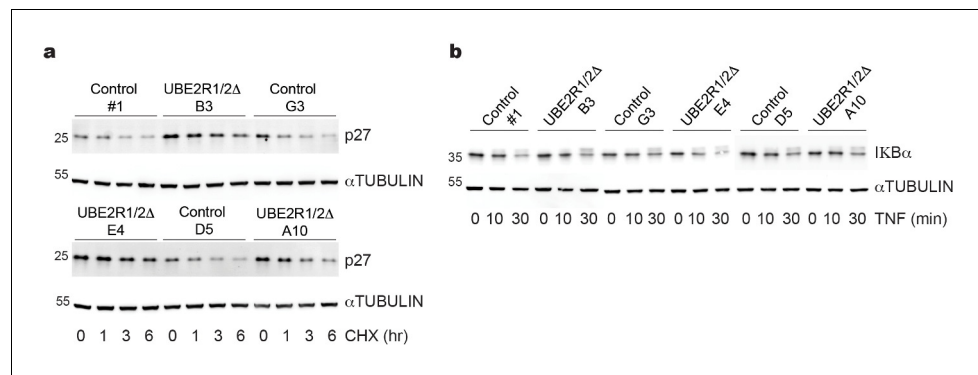 a
Control UBE2R1/2Δ Control
#1 B3 G3
25 p27
55 αTUBULIN
UBE2R1/2Δ Control UBE2R1/2Δ
E4 D5 A10
25 p27
55 αTUBULIN
0 1 3 6 0 1 3 6 0 1 3 6 CHX (hr)
b
Control #1
UBE2R1/2Δ B3
Control G3
UBE2R1/2Δ E4
Control D5
UBE2R1/2Δ A10
35 IKBα
55 αTUBULIN
0 10 30 0 10 30 0 10 30 0 10 30 0 10 30 0 10 30 TNF (min)